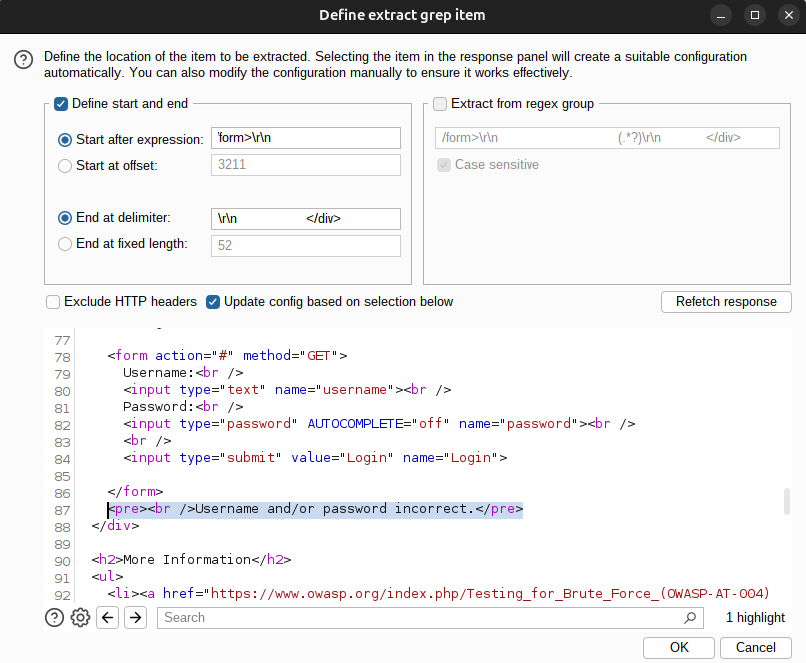 Define extract grep item
Define the location of the item to be extracted. Selecting the item in the response panel will create a suitable configuration
automatically. You can also modify the configuration manually to ensure it works effectively.
Define start and end
Start after expression: 'form>\r\n
Start at offset: 3211
End at delimiter: \r\n </div>
End at fixed length: 52
Extract from regex group
/form>\r\n (.*?)\r\n </div>
Case sensitive
Exclude HTTP headers Update config based on selection below Refetch response
77
78 <form action="#" method="GET">
79 Username:<br />
80 <input type="text" name="username"><br />
81 Password:<br />
82 <input type="password" AUTOCOMPLETE="off" name="password"><br />
83 <br />
84 <input type="submit" value="Login" name="Login">
85
86 </form>
87 <pre><br />Username and/or password incorrect.</pre>
88 </div>
89
90 <h2>More Information</h2>
91 <ul>
92 <li><a href="https://www.owasp.org/index.php/Testing_for_Brute_Force_(OWASP-AT-004)
Search 1 highlight
OK Cancel